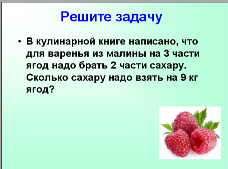 Решите задачу
• В кулинарной книге написано, что
для варенья из малины на 3 части
ягод надо брать 2 части сахару.
Сколько сахару надо взять на 9 кг
ягод?